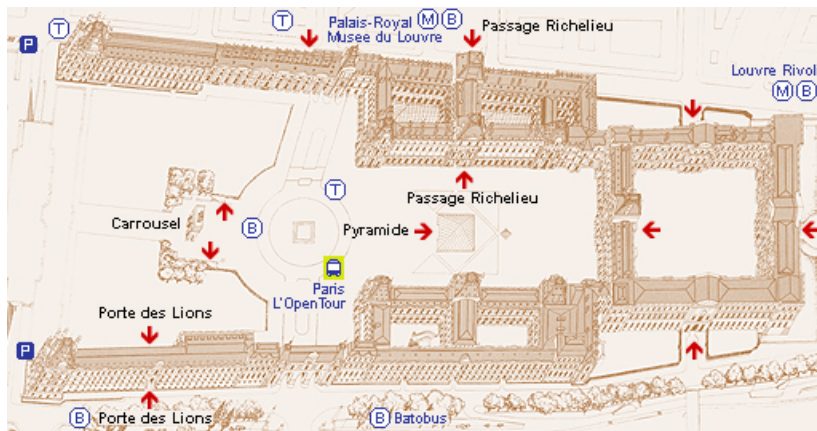 T
T
Palais-Royal M B
Musee du Louvre
Passage Richelieu
P
Louvre Rivoli
M B
T
Passage Richelieu
Carrousel
B
Pyramide
Paris
L'OpenTour
Porte des Lions
P
B Porte des Lions
B Batobus